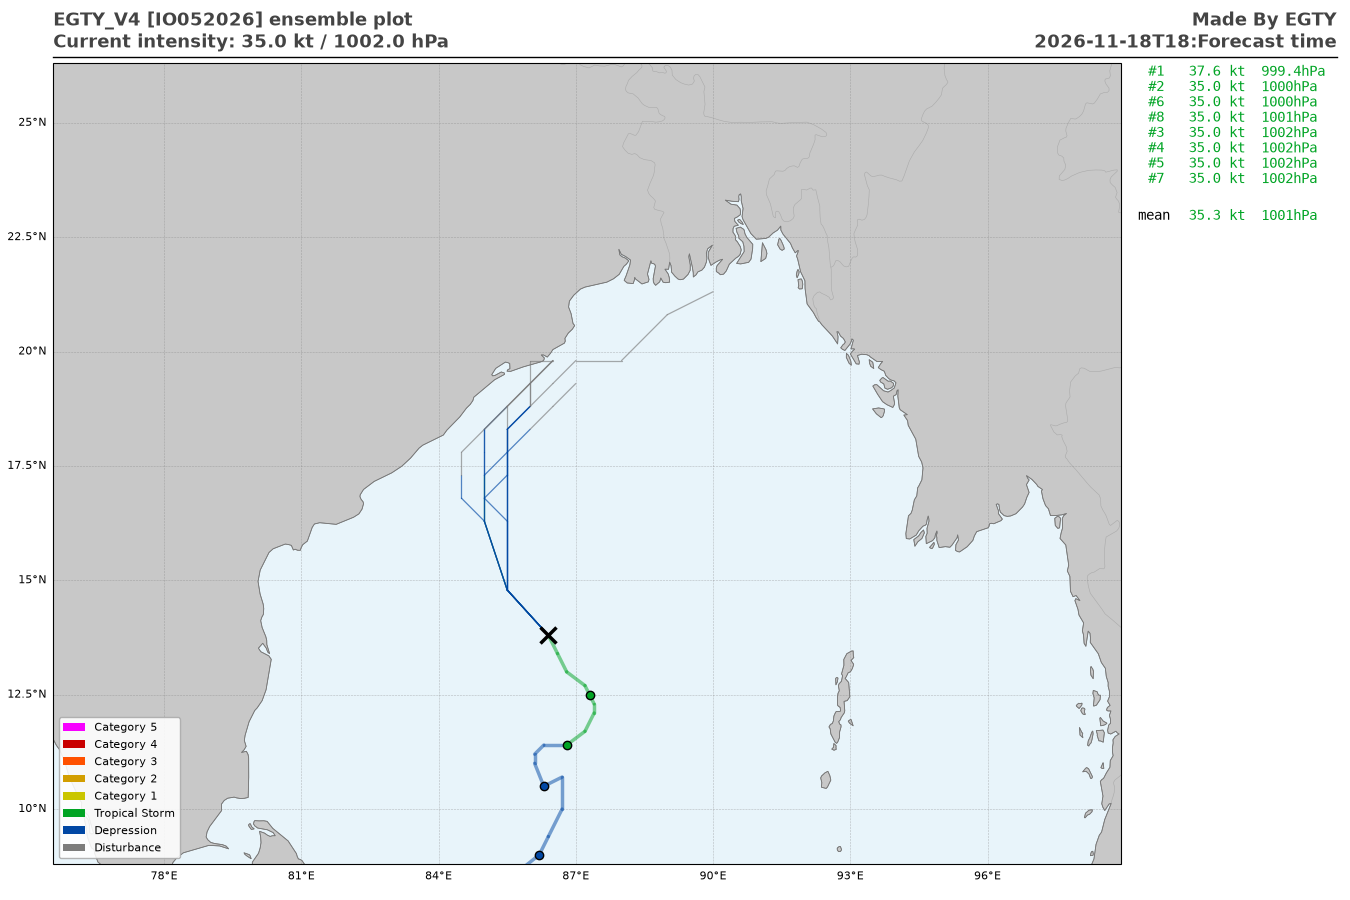 EGTY_V4 [IO052026] ensemble plot
Current intensity: 35.0 kt / 1002.0 hPa
Made By EGTY
2026-11-18T18:Forecast time
#1 37.6 kt 999.4hPa
#2 35.0 kt 1000hPa
#6 35.0 kt 1000hPa
#8 35.0 kt 1001hPa
#3 35.0 kt 1002hPa
#4 35.0 kt 1002hPa
#5 35.0 kt 1002hPa
#7 35.0 kt 1002hPa
mean 35.3 kt 1001hPa
25°N
22.5°N
20°N
17.5°N
15°N
12.5°N
10°N
Category 5
Category 4
Category 3
Category 2
Category 1
Tropical Storm
Depression
Disturbance
78°E 81°E 84°E 87°E 90°E 93°E 96°E